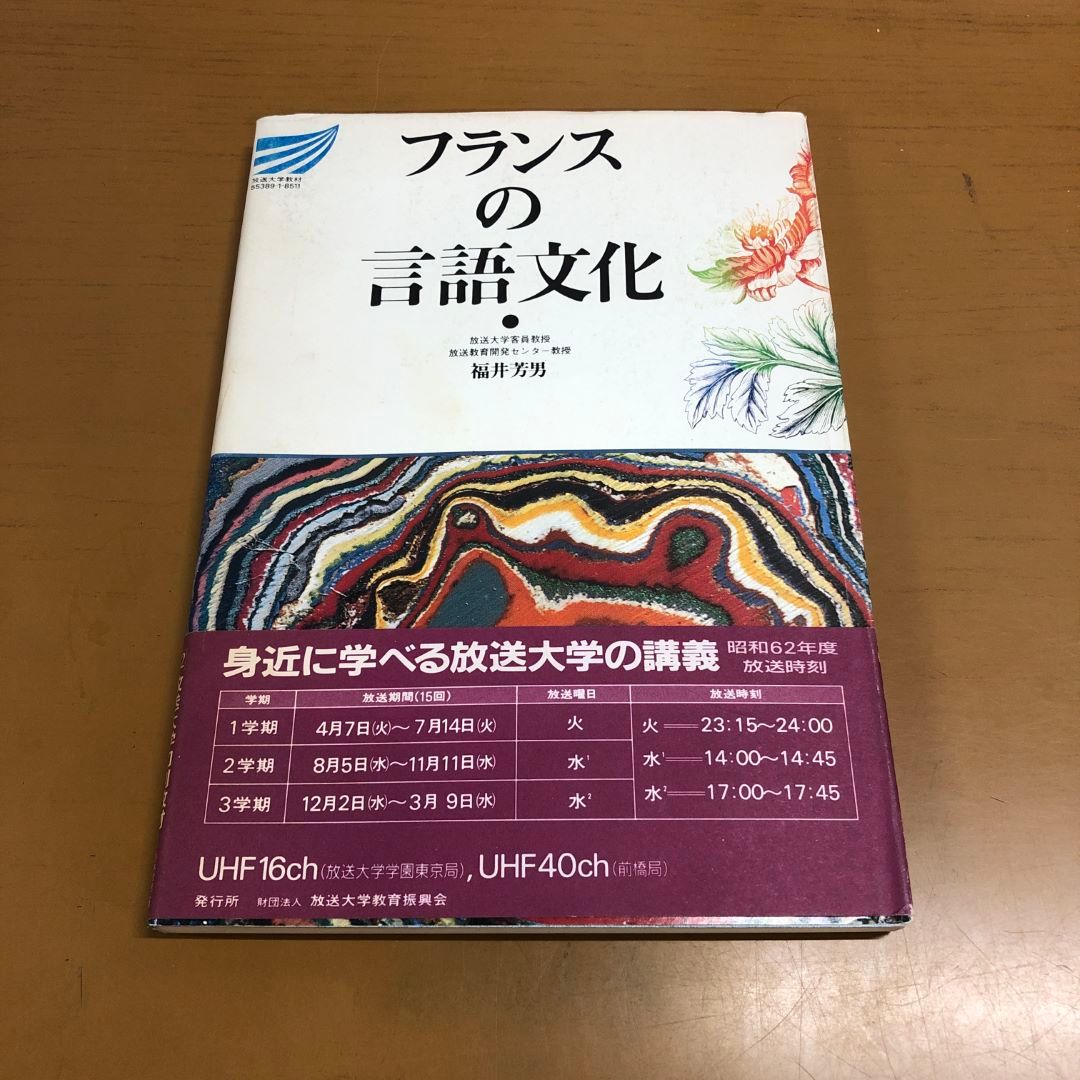 放送大学教材
55389-1-8511
フランス
の
言語文化
放送大学客員教授
放送教育開発センター教授
福井芳男
身近に学べる放送大学の講義 昭和62年度 放送時刻
学期 放送期間(15回) 放送曜日 放送時刻
1学期 4月7日(火)〜7月14日(火) 火 火——23:15〜24:00
2学期 8月5日(水)〜11月11日(水) 水¹ 水¹——14:00〜14:45
3学期 12月2日(水)〜3月9日(水) 水² 水²——17:00〜17:45
UHF16ch(放送大学学園東京局), UHF40ch(前橋局)
発行所 財団法人 放送大学教育振興会